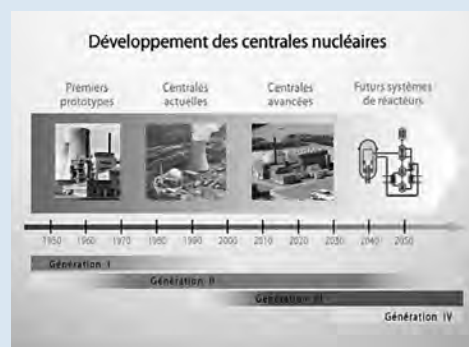 Développement des centrales nucléaires
Premiers
prototypes
Centrales
actuelles
Centrales
avancées
Futurs systèmes
de réacteurs
1950 1960 1970 1980 1990 2000 2010 2020 2030 2040 2050
Génération I
Génération II
Génération III
Génération IV